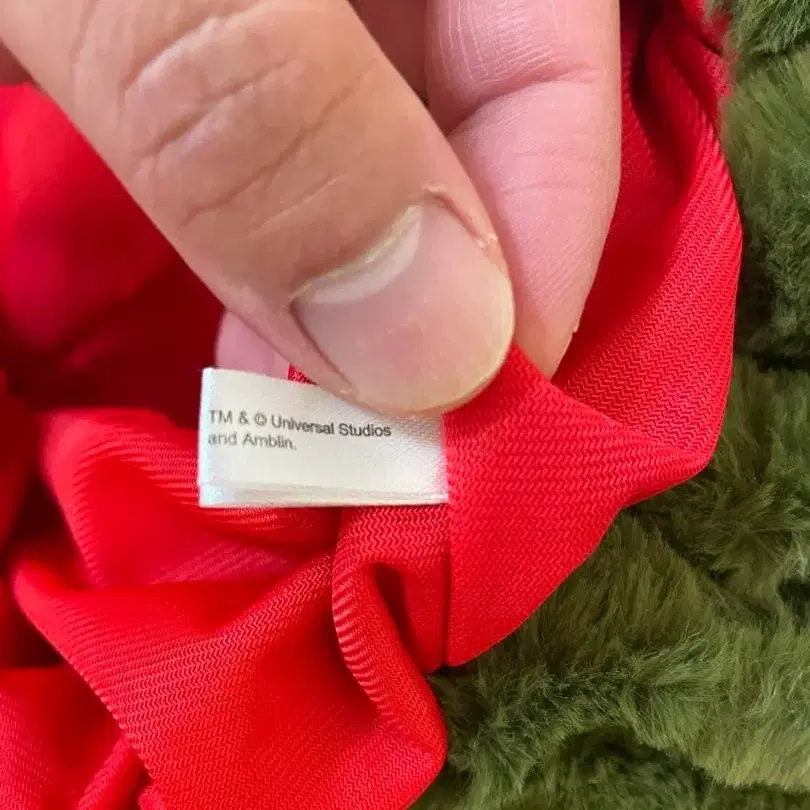 TM & © Universal Studios
and Amblin.